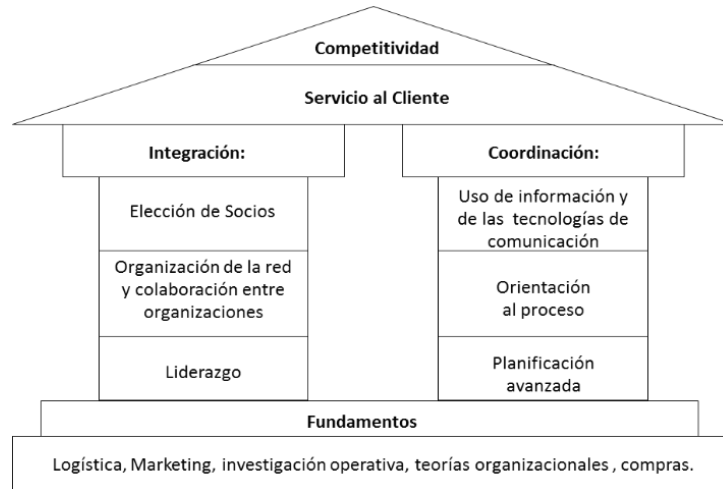 Competitividad
Servicio al Cliente
Integración:
Elección de Socios
Organización de la red
y colaboración entre
organizaciones
Liderazgo
Coordinación:
Uso de información y
de las tecnologías de
comunicación
Orientación
al proceso
Planificación
avanzada
Fundamentos
Logística, Marketing, investigación operativa, teorías organizacionales , compras.